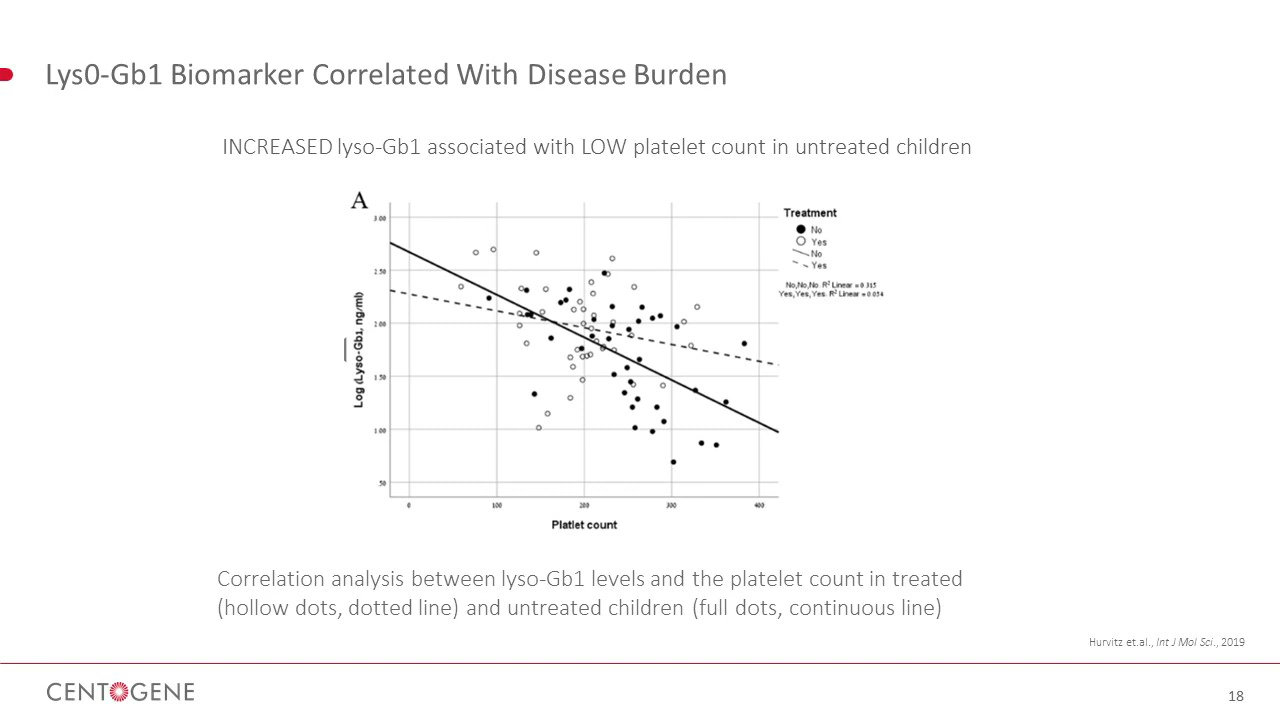 Lys0-Gb1 Biomarker Correlated With Disease Burden
INCREASED lyso-Gb1 associated with LOW platelet count in untreated children
A
Treatment
No
Yes
No
Yes
No,No,No: R² Linear = 0.315
Yes,Yes,Yes: R² Linear = 0.054
Log (Lyso-Gb1, ng/ml)
3.00
2.50
2.00
1.50
1.00
.50
0
100
200
300
400
Platlet count
Correlation analysis between lyso-Gb1 levels and the platelet count in treated
(hollow dots, dotted line) and untreated children (full dots, continuous line)
Hurvitz et.al., Int J Mol Sci., 2019
CENTOGENE
18